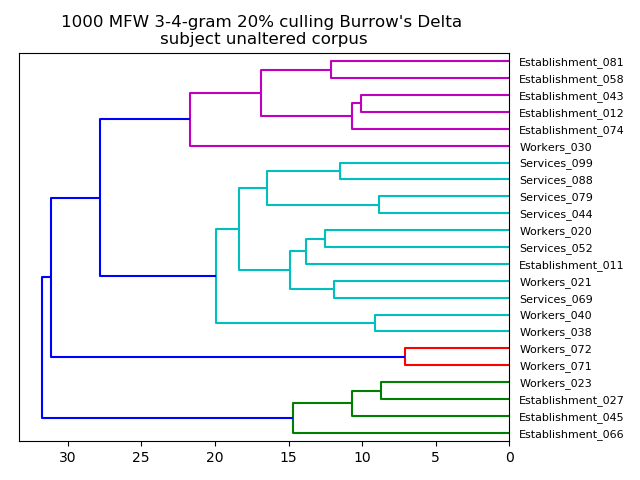 1000 MFW 3-4-gram 20% culling Burrow's Delta
subject unaltered corpus
Establishment_081
Establishment_058
Establishment_043
Establishment_012
Establishment_074
Workers_030
Services_099
Services_088
Services_079
Services_044
Workers_020
Services_052
Establishment_011
Workers_021
Services_069
Workers_040
Workers_038
Workers_072
Workers_071
Workers_023
Establishment_027
Establishment_045
Establishment_066
30 25 20 15 10 5 0